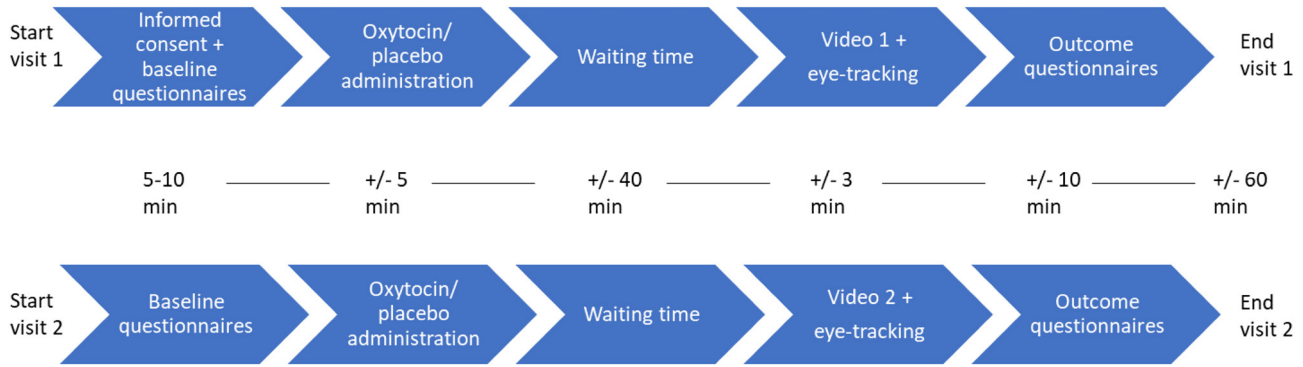 Start
visit 1
Informed
consent +
baseline
questionnaires
Oxytocin/
placebo
administration
Waiting time
Video 1 +
eye-tracking
Outcome
questionnaires
End
visit 1
5-10
min
+/- 5
min
+/- 40
min
+/- 3
min
+/- 10
min
+/- 60
min
Start
visit 2
Baseline
questionnaires
Oxytocin/
placebo
administration
Waiting time
Video 2 +
eye-tracking
Outcome
questionnaires
End
visit 2